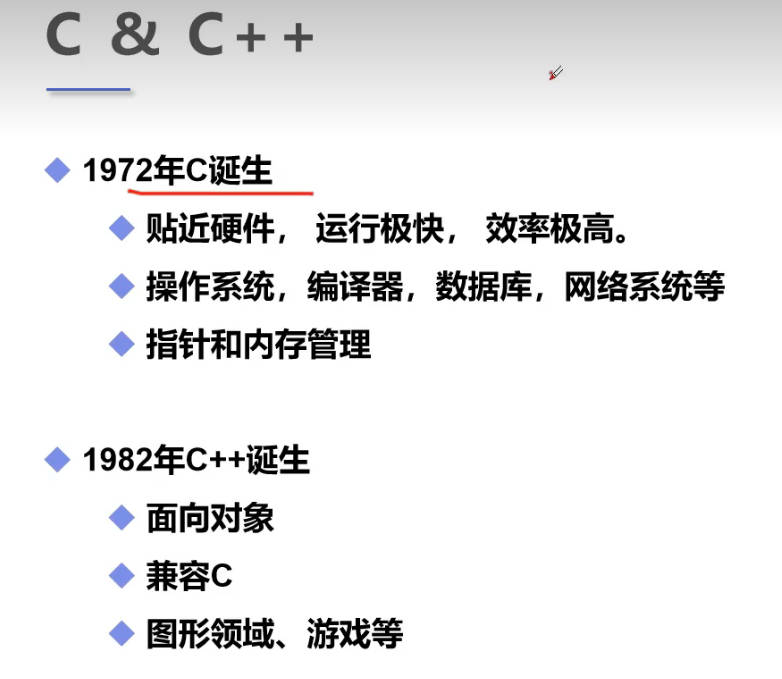 C & C++
1972年C诞生
贴近硬件， 运行极快， 效率极高。
操作系统，编译器，数据库，网络系统等
指针和内存管理
1982年C++诞生
面向对象
兼容C
图形领域、游戏等